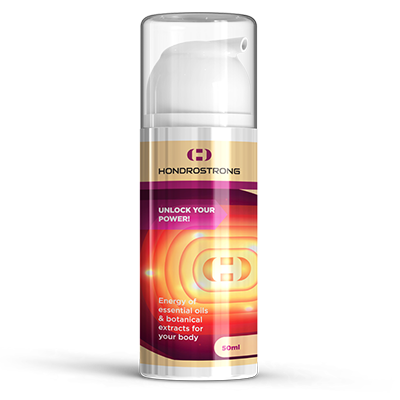 HONDROSTRONG
UNLOCK YOUR
POWER!
Energy of
essential oils
& botanical
extracts for
your body
50ml